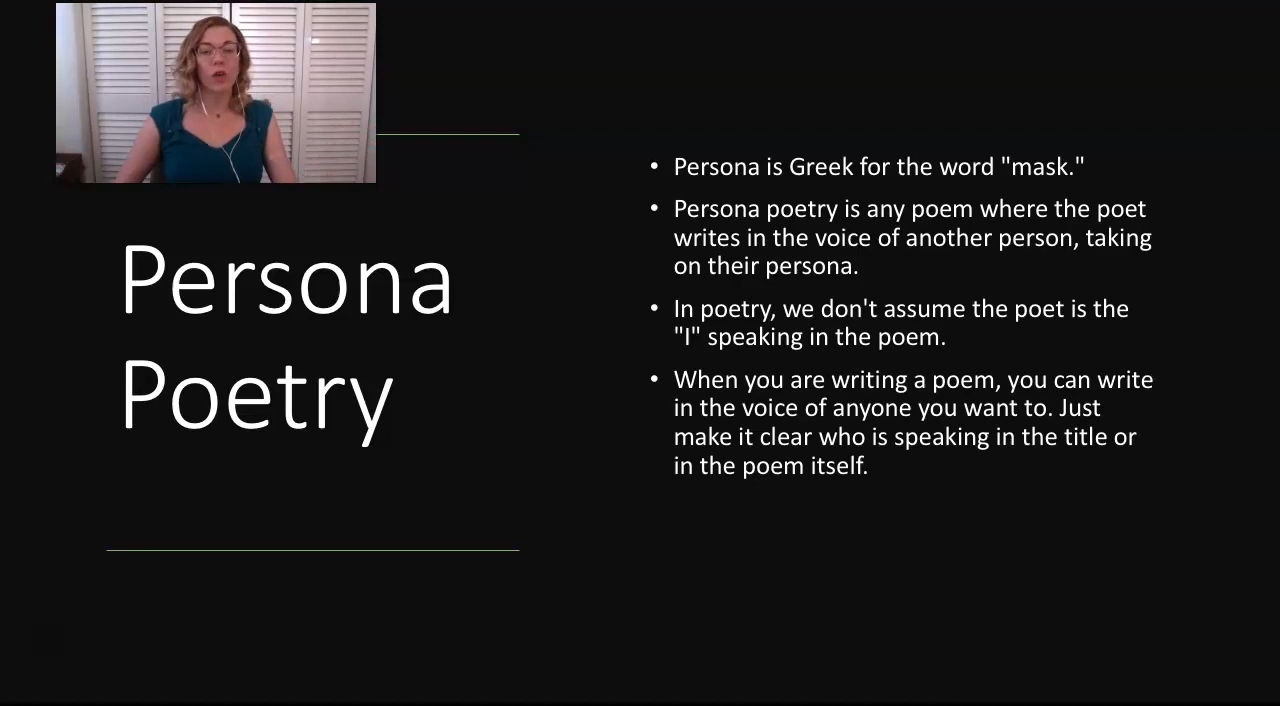 Persona
Poetry
• Persona is Greek for the word "mask."
• Persona poetry is any poem where the poet
writes in the voice of another person, taking
on their persona.
• In poetry, we don't assume the poet is the
"I" speaking in the poem.
• When you are writing a poem, you can write
in the voice of anyone you want to. Just
make it clear who is speaking in the title or
in the poem itself.